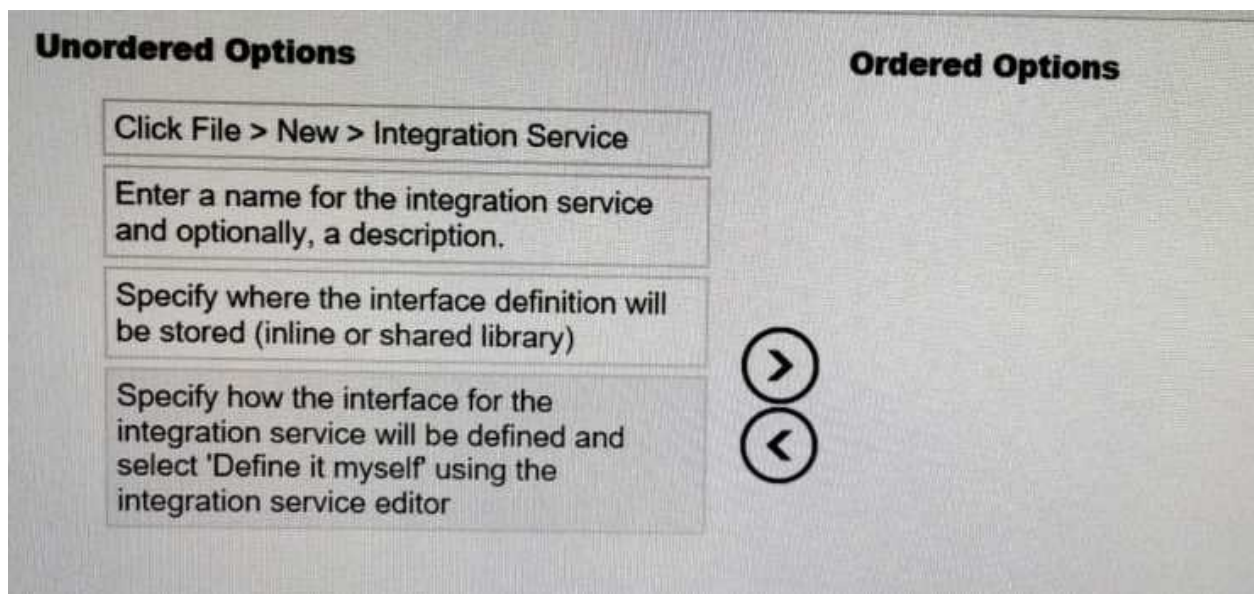 Unordered Options
Ordered Options
Click File > New > Integration Service
Enter a name for the integration service
and optionally, a description.
Specify where the interface definition will
be stored (inline or shared library)
Specify how the interface for the
integration service will be defined and
select 'Define it myself' using the
integration service editor